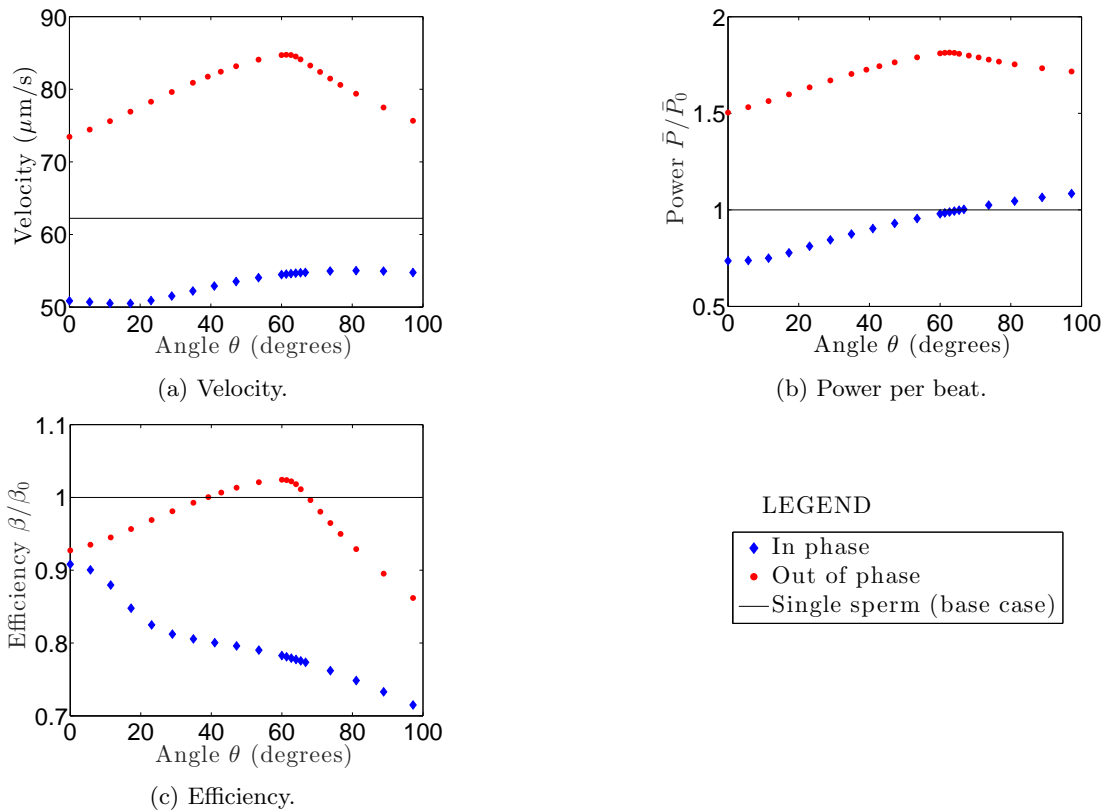 90
80
70
60
50
Velocity (μm/s)
0 20 40 60 80 100
Angle θ (degrees)
(a) Velocity.
2
1.5
1
0.5
Power P̄/P̄₀
0 20 40 60 80 100
Angle θ (degrees)
(b) Power per beat.
1.1
1
0.9
0.8
0.7
Efficiency β/β₀
0 20 40 60 80 100
Angle θ (degrees)
(c) Efficiency.
LEGEND
In phase
Out of phase
Single sperm (base case)